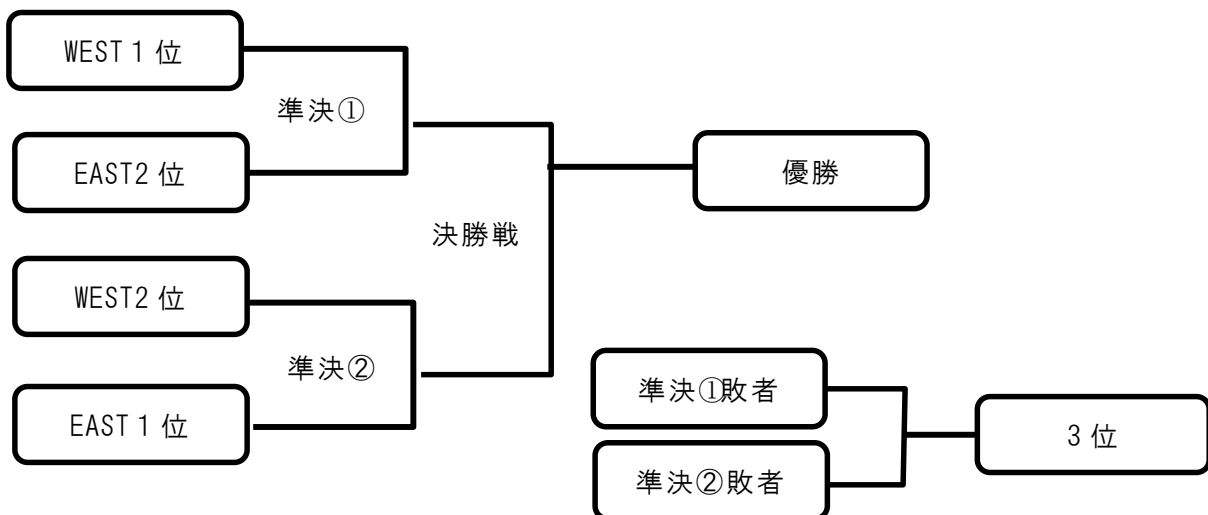 WEST１位
準決①
EAST2位
優勝
決勝戦
WEST2位
準決②
EAST１位
準決①敗者
3位
準決②敗者